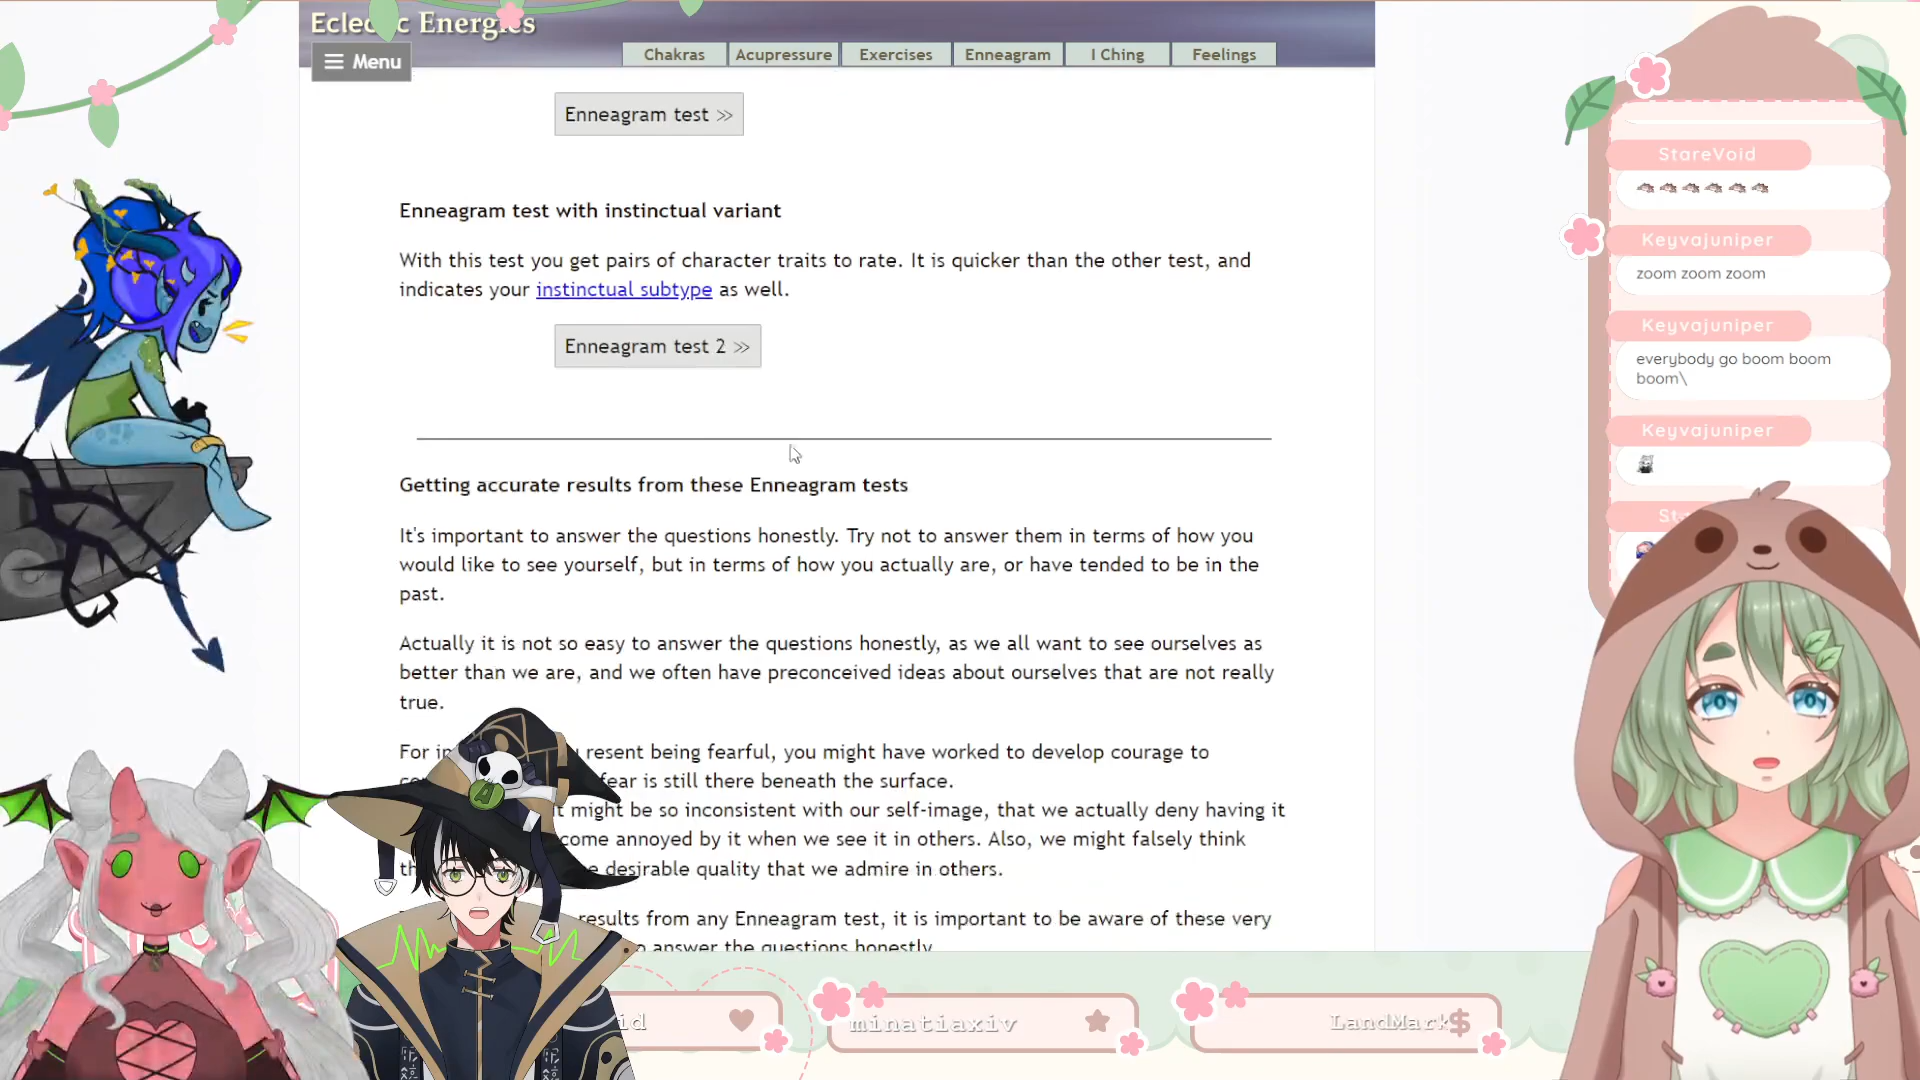 Eclectic Energies
Menu
Chakras
Acupressure
Exercises
Enneagram
I Ching
Feelings
Enneagram test >>
Enneagram test with instinctual variant
With this test you get pairs of character traits to rate. It is quicker than the other test, and
indicates your instinctual subtype as well.
Enneagram test 2 >>
Getting accurate results from these Enneagram tests
It's important to answer the questions honestly. Try not to answer them in terms of how you
would like to see yourself, but in terms of how you actually are, or have tended to be in the
past.
Actually it is not so easy to answer the questions honestly, as we all want to see ourselves as
better than we are, and we often have preconceived ideas about ourselves that are not really
true.
For resent being fearful, you might have worked to develop courage to
fear is still there beneath the surface.
might be so inconsistent with our self-image, that we actually deny having it
come annoyed by it when we see it in others. Also, we might falsely think
desirable quality that we admire in others.
results from any Enneagram test, it is important to be aware of these very
answer the questions honestly
StareVoid
Keyvajuniper
zoom zoom zoom
Keyvajuniper
everybody go boom boom
boom\
Keyvajuniper
St
id
minatiaxiv
LandMark
$